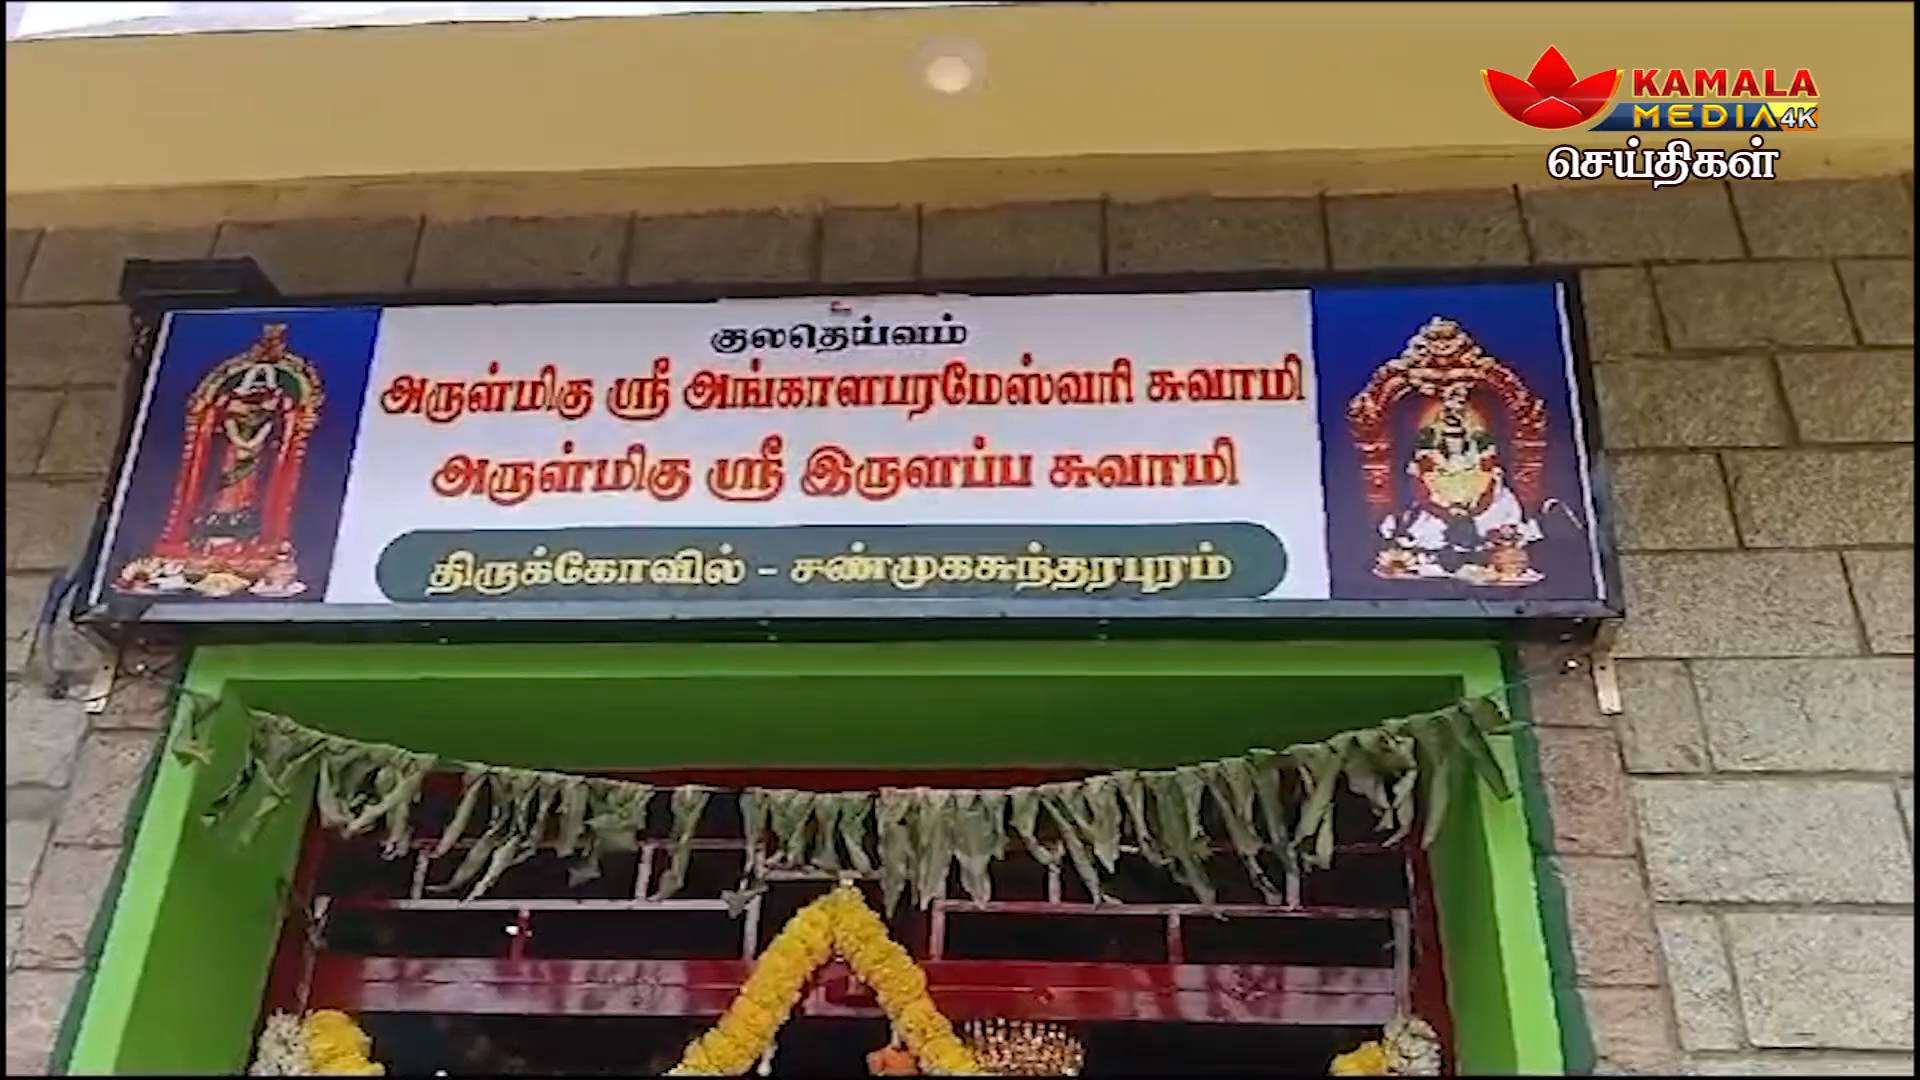 KAMALA
MEDIA 4K
செய்திகள்
குலதெய்வம்
அருள்மிகு ஸ்ரீ அங்காளபரமேஸ்வரி சுவாமி
அருள்மிகு ஸ்ரீ இருளப்ப சுவாமி
திருக்கோவில் - சண்முகசுந்தரபுரம்